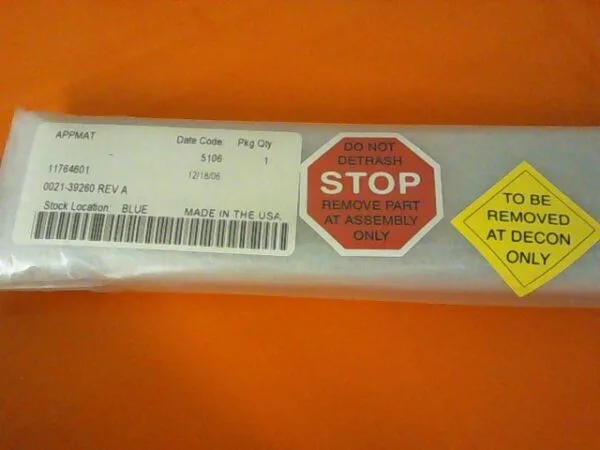 APPMAT
Date Code Pkg Qty
5106 1
11764601
12/18/06
0021-39260 REV A
Stock Location: BLUE MADE IN THE USA
DO NOT
DETRASH
STOP
REMOVE PART
AT ASSEMBLY
ONLY
TO BE
REMOVED
AT DECON
ONLY